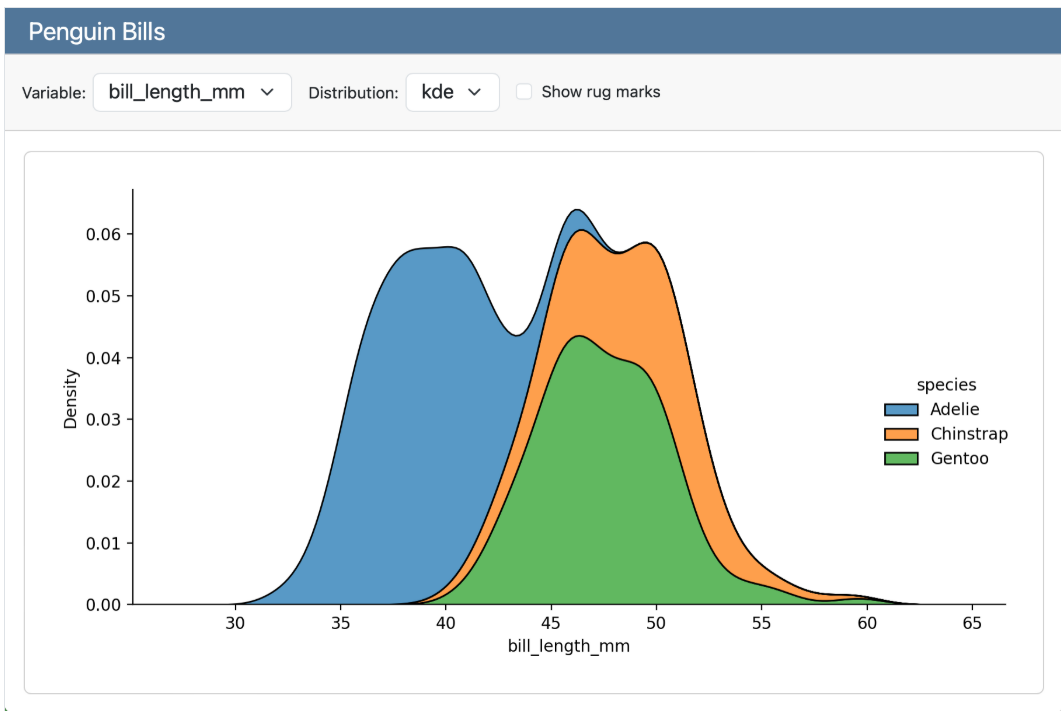 Penguin Bills
Variable: bill_length_mm Distribution: kde Show rug marks
0.06
0.05
0.04
0.03
0.02
0.01
0.00
Density
30 35 40 45 50 55 60 65
bill_length_mm
species
Adelie
Chinstrap
Gentoo